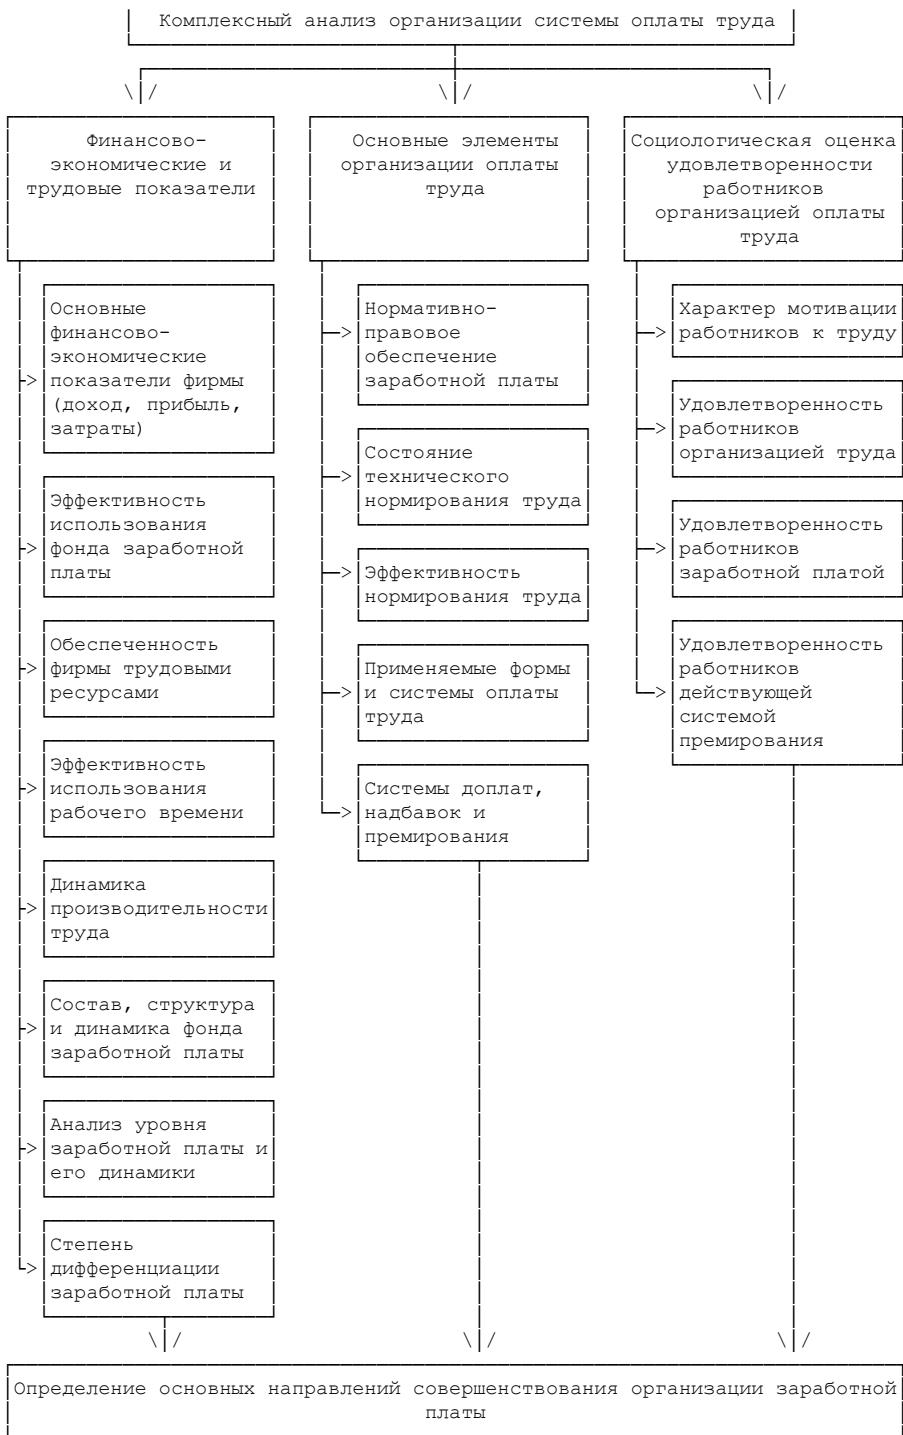 Комплексный анализ организации системы оплаты труда
Финансово-
экономические и
трудовые показатели
Основные элементы
организации оплаты
труда
Социологическая оценка
удовлетворенности
работников
организацией оплаты
труда
Основные
финансово-
экономические
показатели фирмы
(доход, прибыль,
затраты)
Эффективность
использования
фонда заработной
платы
Обеспеченность
фирмы трудовыми
ресурсами
Эффективность
использования
рабочего времени
Динамика
производительности
труда
Состав, структура
и динамика фонда
заработной платы
Анализ уровня
заработной платы и
его динамики
Степень
дифференциации
заработной платы
Нормативно-
правовое
обеспечение
заработной платы
Состояние
технического
нормирования труда
Эффективность
нормирования труда
Применяемые формы
и системы оплаты
труда
Системы доплат,
надбавок и
премирования
Характер мотивации
работников к труду
Удовлетворенность
работников
организацией труда
Удовлетворенность
работников
заработной платой
Удовлетворенность
работников
действующей
системой
премирования
Определение основных направлений совершенствования организации заработной
платы